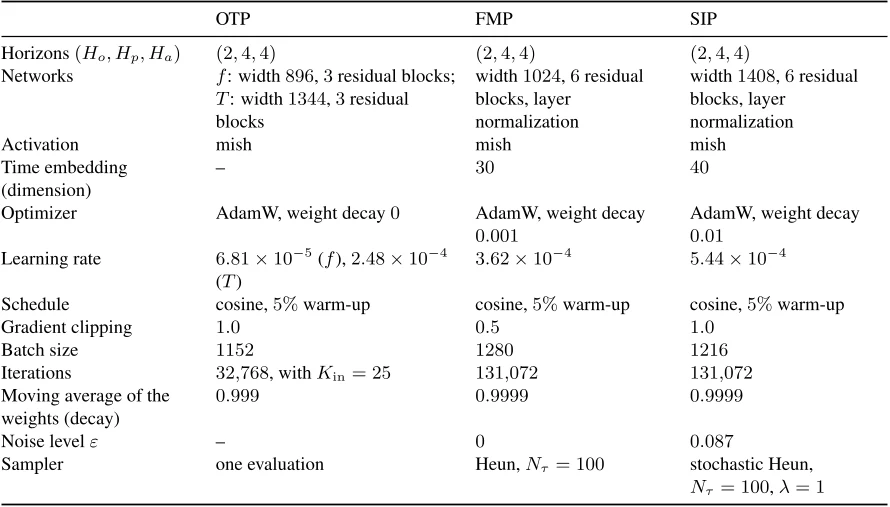 OTP FMP SIP
Horizons (H_o, H_p, H_a) (2, 4, 4) (2, 4, 4) (2, 4, 4)
Networks f: width 896, 3 residual blocks; width 1024, 6 residual width 1408, 6 residual
T: width 1344, 3 residual blocks, layer blocks, layer
blocks normalization normalization
Activation mish mish mish
Time embedding – 30 40
(dimension)
Optimizer AdamW, weight decay 0 AdamW, weight decay AdamW, weight decay
0.001 0.01
Learning rate 6.81 × 10⁻⁵ (f), 2.48 × 10⁻⁴ 3.62 × 10⁻⁴ 5.44 × 10⁻⁴
(T)
Schedule cosine, 5% warm-up cosine, 5% warm-up cosine, 5% warm-up
Gradient clipping 1.0 0.5 1.0
Batch size 1152 1280 1216
Iterations 32,768, with K_in = 25 131,072 131,072
Moving average of the 0.999 0.9999 0.9999
weights (decay)
Noise level ε – 0 0.087
Sampler one evaluation Heun, N_τ = 100 stochastic Heun,
N_τ = 100, λ = 1